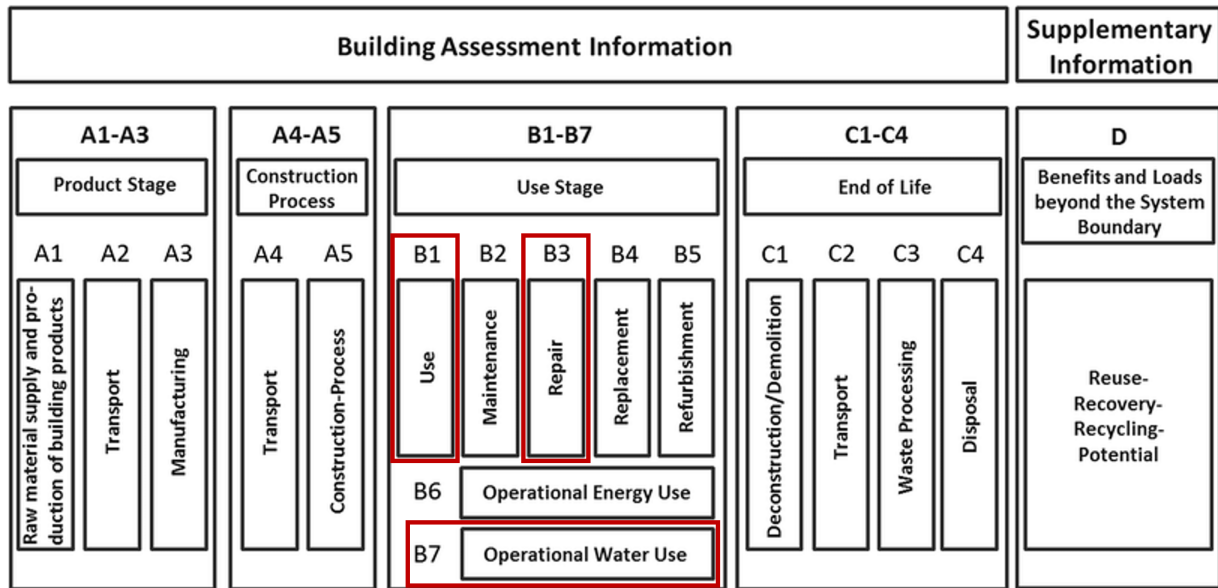 Building Assessment Information
Supplementary
Information
A1-A3
Product Stage
A1
A2
A3
Raw material supply and pro-
duction of building products
Transport
Manufacturing
A4-A5
Construction
Process
A4
A5
Transport
Construction-Process
B1-B7
Use Stage
B1
B2
B3
B4
B5
Use
Maintenance
Repair
Replacement
Refurbishment
B6
Operational Energy Use
B7
Operational Water Use
C1-C4
End of Life
C1
C2
C3
C4
Deconstruction/Demolition
Transport
Waste Processing
Disposal
D
Benefits and Loads
beyond the System
Boundary
Reuse-
Recovery-
Recycling-
Potential